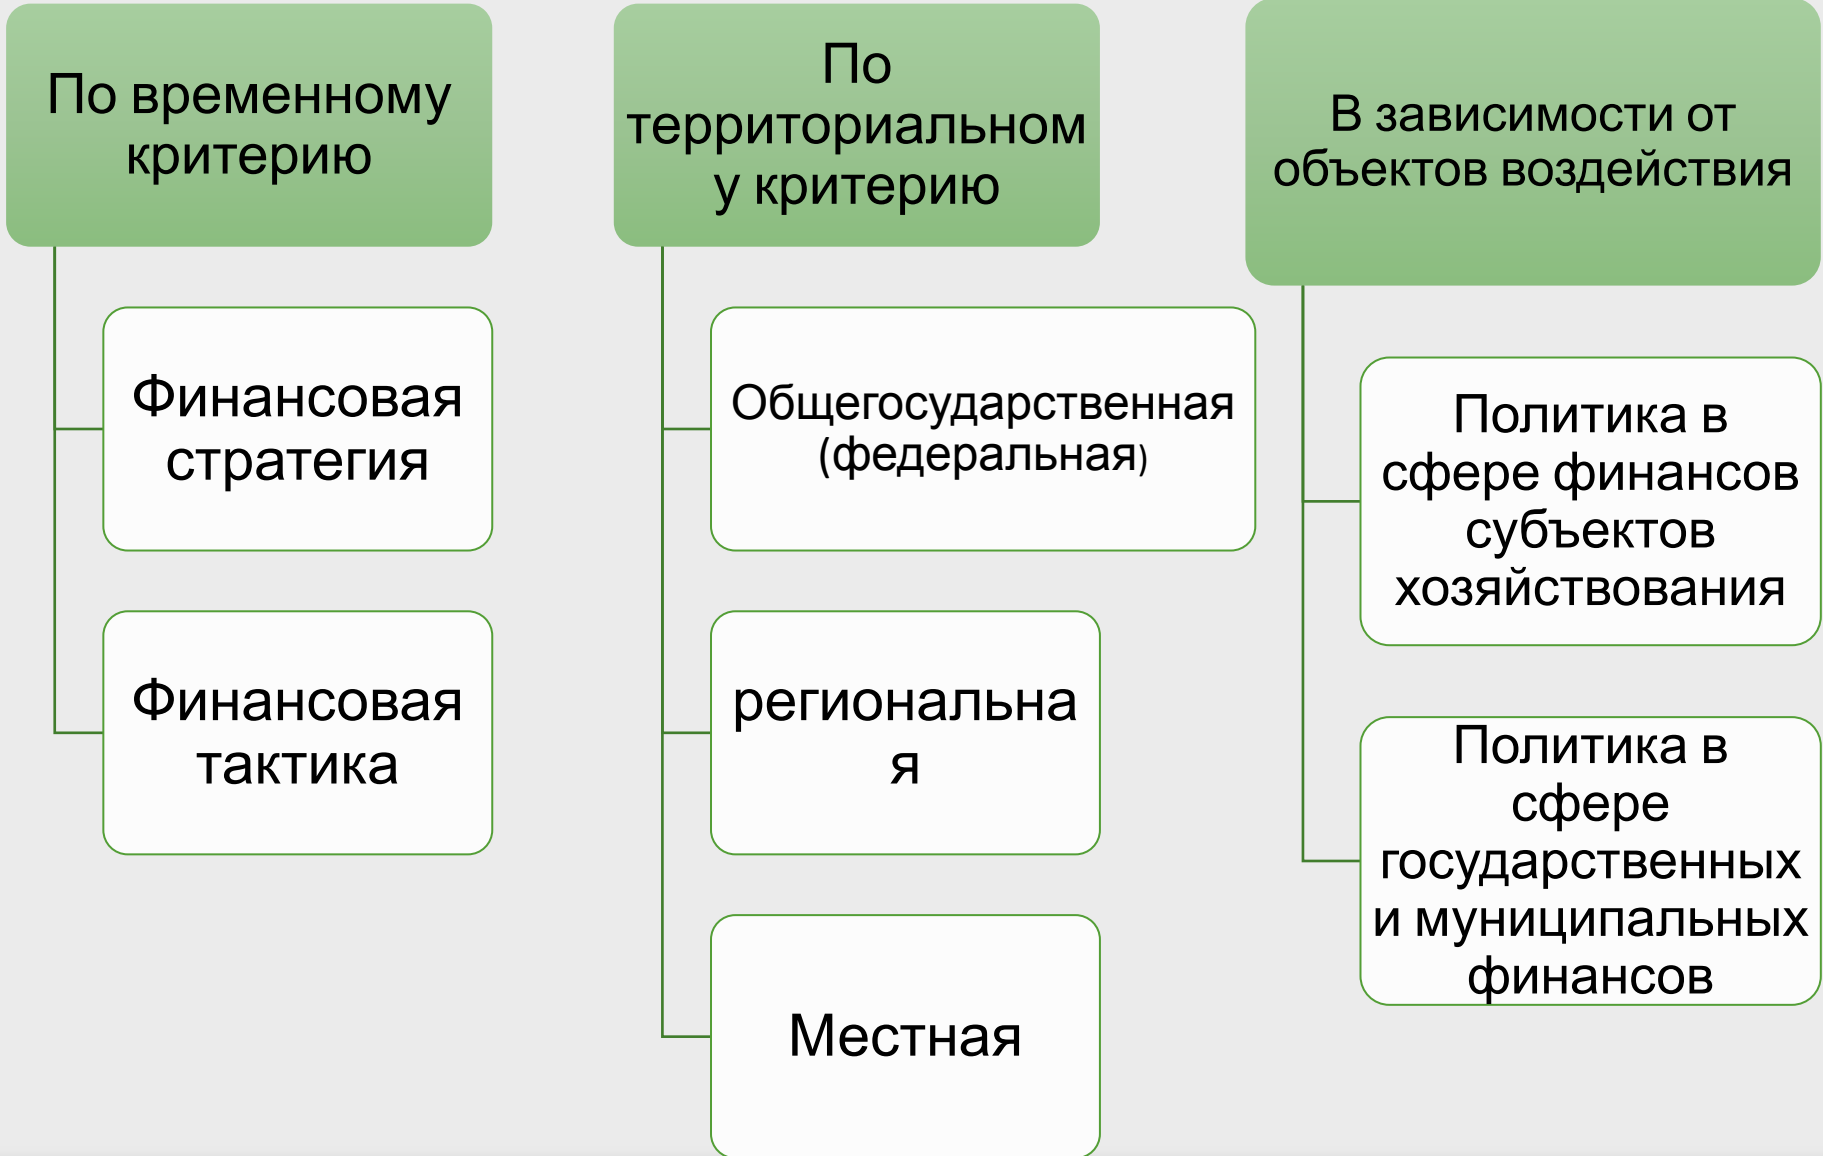 По временному
критерию
Финансовая
стратегия
Финансовая
тактика
По
территориальном
у критерию
Общегосударственная
(федеральная)
региональна
я
Местная
В зависимости от
объектов воздействия
Политика в
сфере финансов
субъектов
хозяйствования
Политика в
сфере
государственных
и муниципальных
финансов